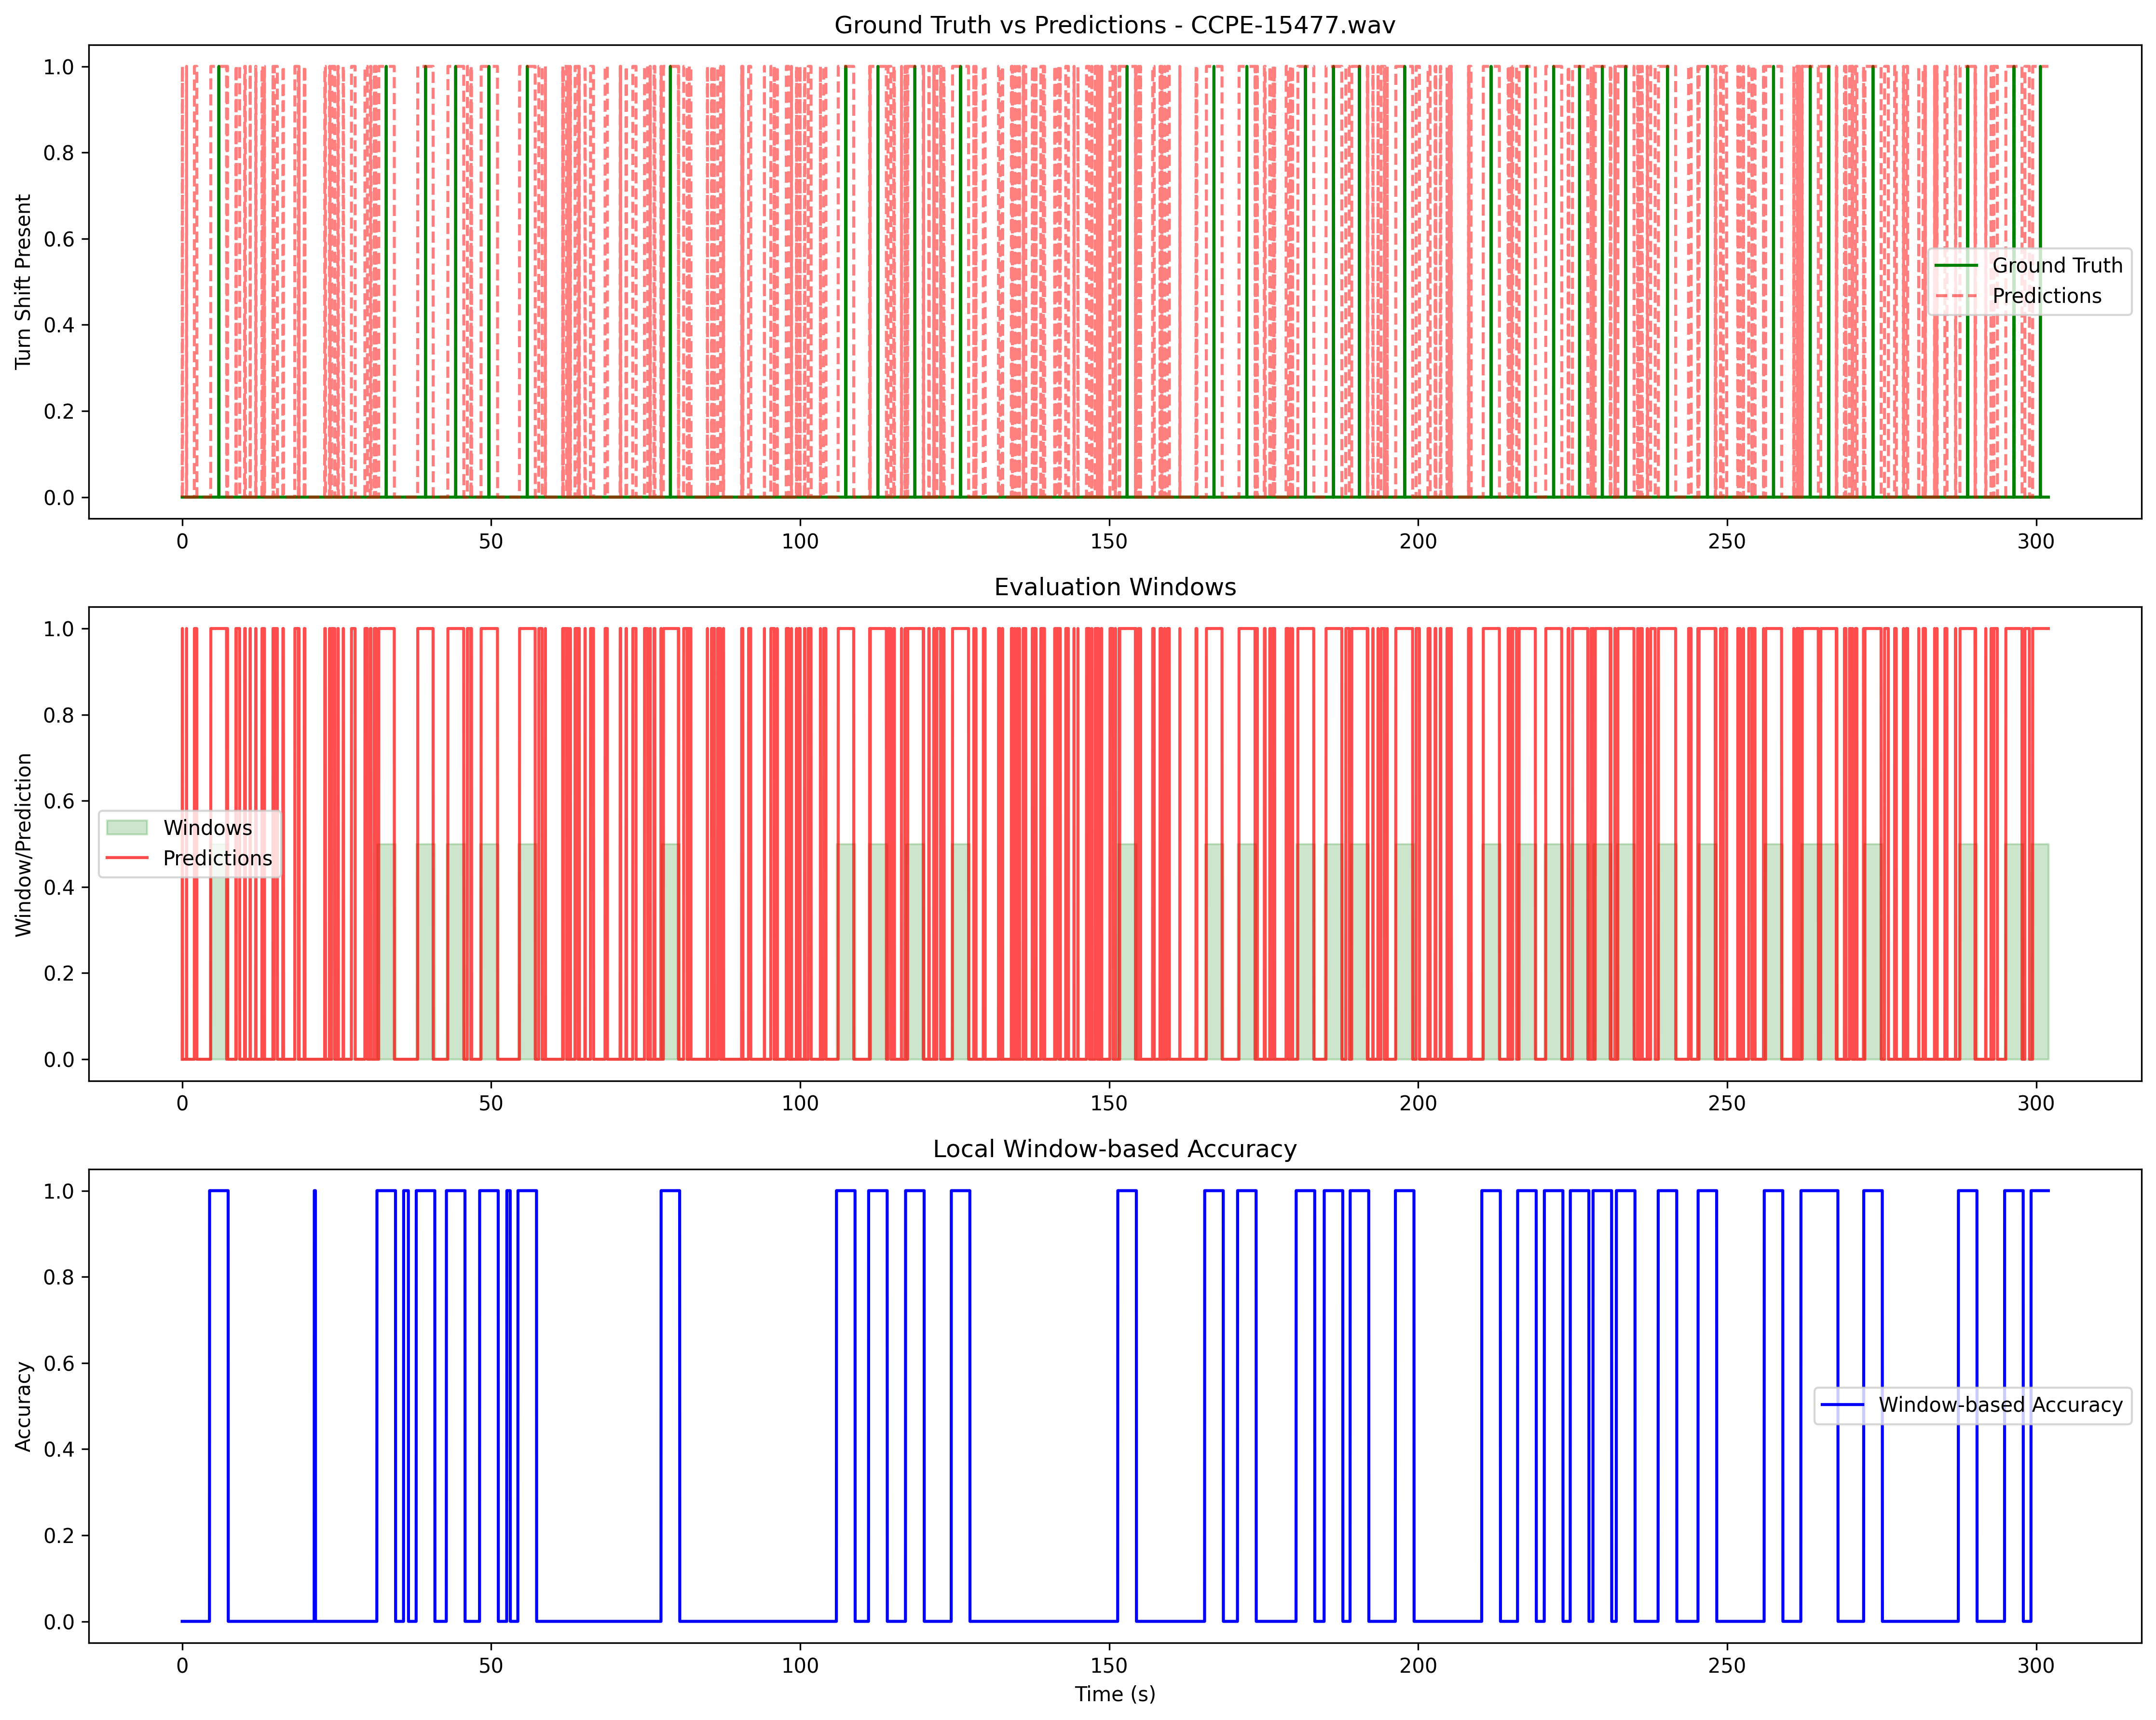 Ground Truth vs Predictions - CCPE-15477.wav
Turn Shift Present
1.0
0.8
0.6
0.4
0.2
0.0
Ground Truth
Predictions
0 50 100 150 200 250 300
Evaluation Windows
Window/Prediction
1.0
0.8
0.6
0.4
0.2
0.0
Windows
Predictions
0 50 100 150 200 250 300
Local Window-based Accuracy
Accuracy
1.0
0.8
0.6
0.4
0.2
0.0
Window-based Accuracy
0 50 100 150 200 250 300
Time (s)